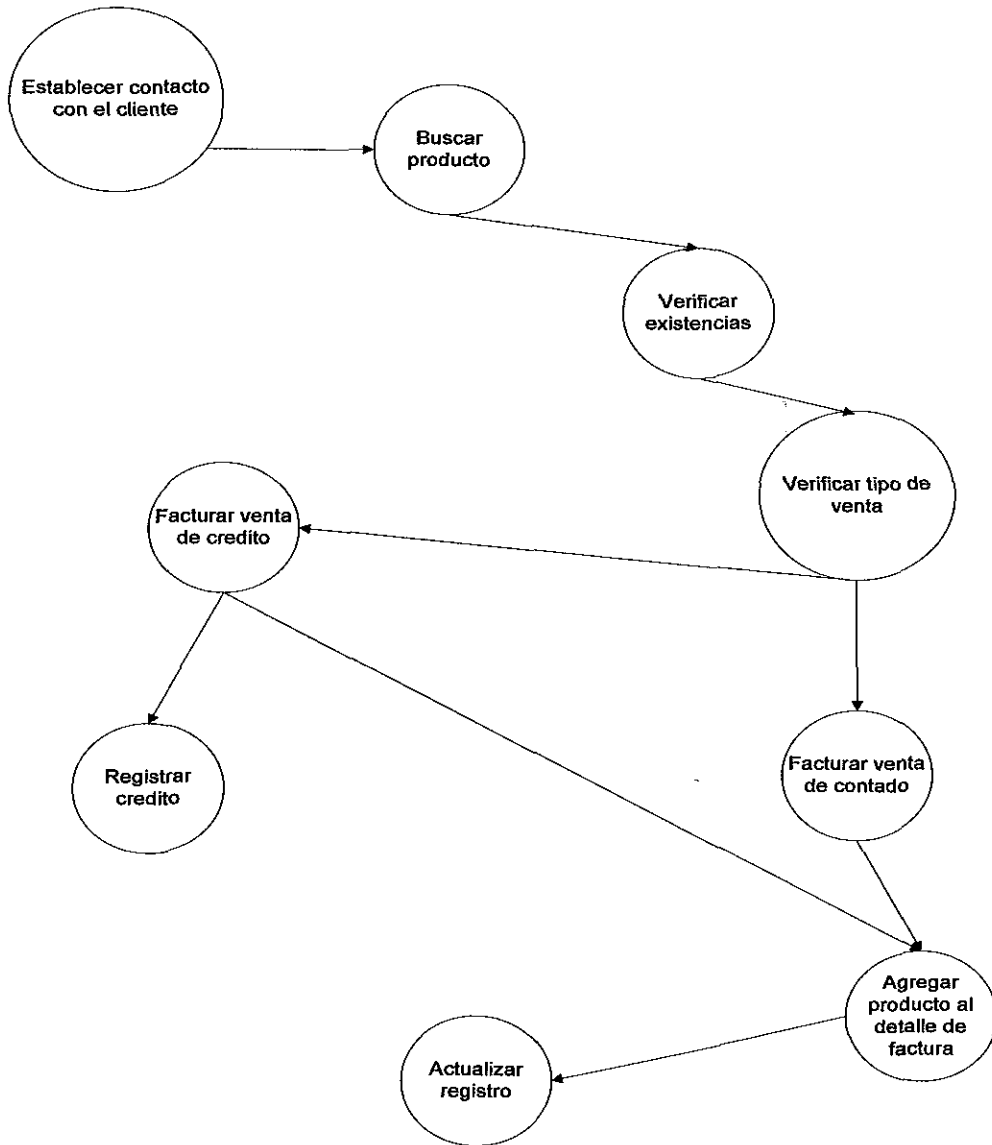 Establecer contacto
con el cliente
Buscar
producto
Verificar
existencias
Verificar tipo de
venta
Facturar venta
de credito
Registrar
credito
Facturar venta
de contado
Agregar
producto al
detalle de
factura
Actualizar
registro